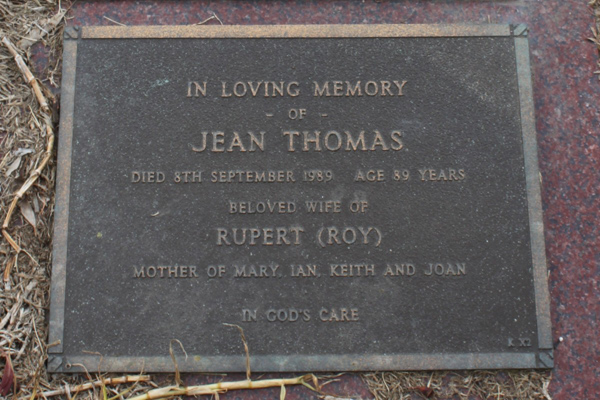 IN LOVING MEMORY
- OF -
JEAN THOMAS.
DIED 8TH SEPTEMBER 1989 AGE 89 YEARS
BELOVED WIFE OF
RUPERT (ROY)
MOTHER OF MARY, IAN, KEITH AND JOAN
IN GOD'S CARE